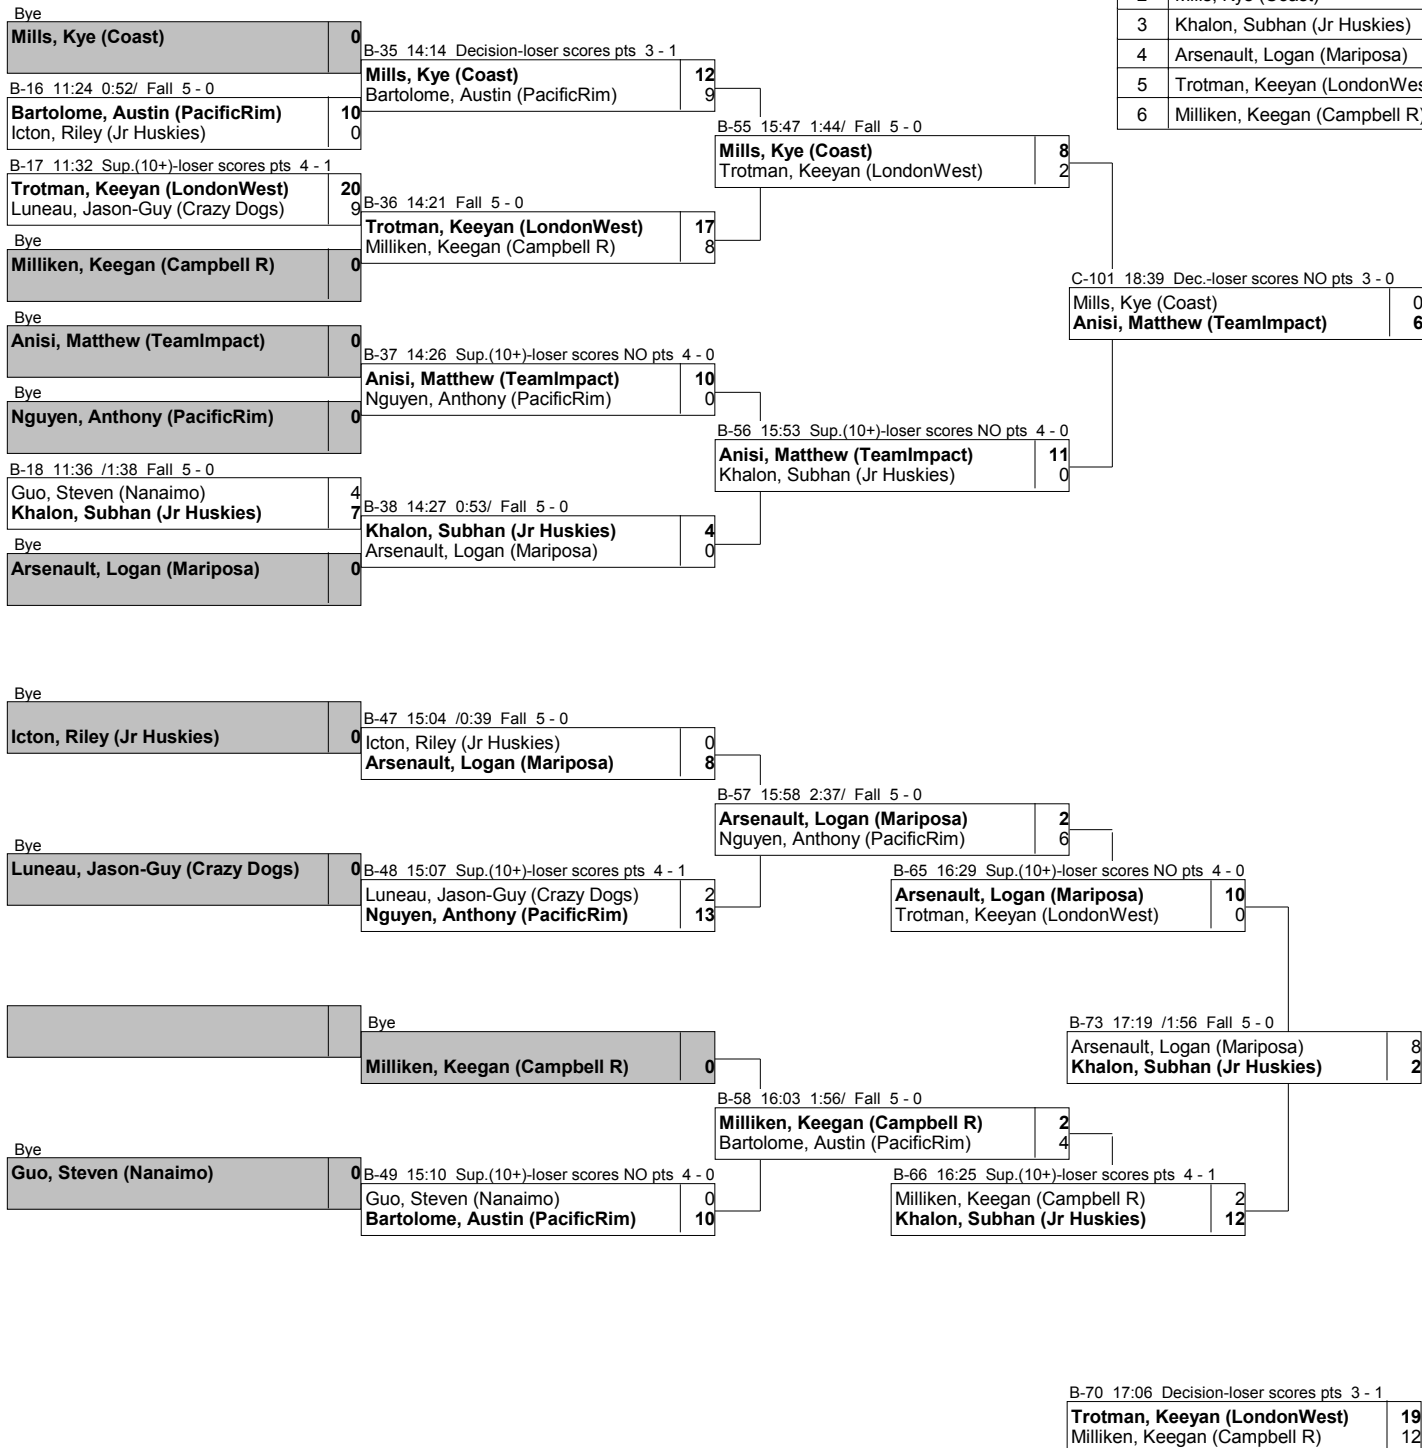 2 Mills, Kye (Coast)
3 Khalon, Subhan (Jr Huskies)
4 Arsenault, Logan (Mariposa)
5 Trotman, Keeyan (LondonWes
6 Milliken, Keegan (Campbell R)
Bye
Mills, Kye (Coast) 0
B-16 11:24 0:52/ Fall 5 - 0
Bartolome, Austin (PacificRim) 10
Icton, Riley (Jr Huskies) 0
B-17 11:32 Sup.(10+)-loser scores pts 4 - 1
Trotman, Keeyan (LondonWest) 20
Luneau, Jason-Guy (Crazy Dogs) 9
Bye
Milliken, Keegan (Campbell R) 0
Bye
Anisi, Matthew (TeamImpact) 0
Bye
Nguyen, Anthony (PacificRim) 0
B-18 11:36 /1:38 Fall 5 - 0
Guo, Steven (Nanaimo) 4
Khalon, Subhan (Jr Huskies) 7
Bye
Arsenault, Logan (Mariposa) 0
B-35 14:14 Decision-loser scores pts 3 - 1
Mills, Kye (Coast) 12
Bartolome, Austin (PacificRim) 9
B-36 14:21 Fall 5 - 0
Trotman, Keeyan (LondonWest) 17
Milliken, Keegan (Campbell R) 8
B-37 14:26 Sup.(10+)-loser scores NO pts 4 - 0
Anisi, Matthew (TeamImpact) 10
Nguyen, Anthony (PacificRim) 0
B-38 14:27 0:53/ Fall 5 - 0
Khalon, Subhan (Jr Huskies) 4
Arsenault, Logan (Mariposa) 0
B-55 15:47 1:44/ Fall 5 - 0
Mills, Kye (Coast) 8
Trotman, Keeyan (LondonWest) 2
B-56 15:53 Sup.(10+)-loser scores NO pts 4 - 0
Anisi, Matthew (TeamImpact) 11
Khalon, Subhan (Jr Huskies) 0
C-101 18:39 Dec.-loser scores NO pts 3 - 0
Mills, Kye (Coast) 0
Anisi, Matthew (TeamImpact) 6
Bye
Icton, Riley (Jr Huskies) 0
Bye
Luneau, Jason-Guy (Crazy Dogs) 0
Bye
Guo, Steven (Nanaimo) 0
B-47 15:04 /0:39 Fall 5 - 0
Icton, Riley (Jr Huskies) 0
Arsenault, Logan (Mariposa) 8
B-48 15:07 Sup.(10+)-loser scores pts 4 - 1
Luneau, Jason-Guy (Crazy Dogs) 2
Nguyen, Anthony (PacificRim) 13
Bye
Milliken, Keegan (Campbell R) 0
B-49 15:10 Sup.(10+)-loser scores NO pts 4 - 0
Guo, Steven (Nanaimo) 0
Bartolome, Austin (PacificRim) 10
B-57 15:58 2:37/ Fall 5 - 0
Arsenault, Logan (Mariposa) 2
Nguyen, Anthony (PacificRim) 6
B-58 16:03 1:56/ Fall 5 - 0
Milliken, Keegan (Campbell R) 2
Bartolome, Austin (PacificRim) 4
B-65 16:29 Sup.(10+)-loser scores NO pts 4 - 0
Arsenault, Logan (Mariposa) 10
Trotman, Keeyan (LondonWest) 0
B-66 16:25 Sup.(10+)-loser scores pts 4 - 1
Milliken, Keegan (Campbell R) 2
Khalon, Subhan (Jr Huskies) 12
B-73 17:19 /1:56 Fall 5 - 0
Arsenault, Logan (Mariposa) 8
Khalon, Subhan (Jr Huskies) 2
B-70 17:06 Decision-loser scores pts 3 - 1
Trotman, Keeyan (LondonWest) 19
Milliken, Keegan (Campbell R) 12